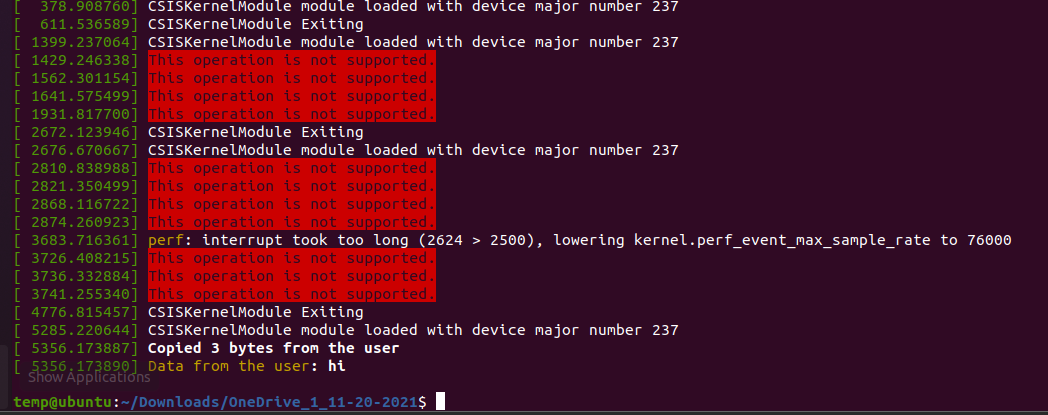 [  378.908760] CSISKernelModule module loaded with device major number 237
[  611.536589] CSISKernelModule Exiting
[ 1399.237064] CSISKernelModule module loaded with device major number 237
[ 1429.246338] This operation is not supported.
[ 1562.301154] This operation is not supported.
[ 1641.575499] This operation is not supported.
[ 1931.817700] This operation is not supported.
[ 2672.123946] CSISKernelModule Exiting
[ 2676.670667] CSISKernelModule module loaded with device major number 237
[ 2810.838988] This operation is not supported.
[ 2821.350499] This operation is not supported.
[ 2868.116722] This operation is not supported.
[ 2874.260923] This operation is not supported.
[ 3683.716361] perf: interrupt took too long (2624 > 2500), lowering kernel.perf_event_max_sample_rate to 76000
[ 3726.408215] This operation is not supported.
[ 3736.332884] This operation is not supported.
[ 3741.255340] This operation is not supported.
[ 4776.815457] CSISKernelModule Exiting
[ 5285.220644] CSISKernelModule module loaded with device major number 237
[ 5356.173887] Copied 3 bytes from the user
[ 5356.173890] Data from the user: hi
Show Applications
temp@ubuntu:~/Downloads/OneDrive_1_11-20-2021$